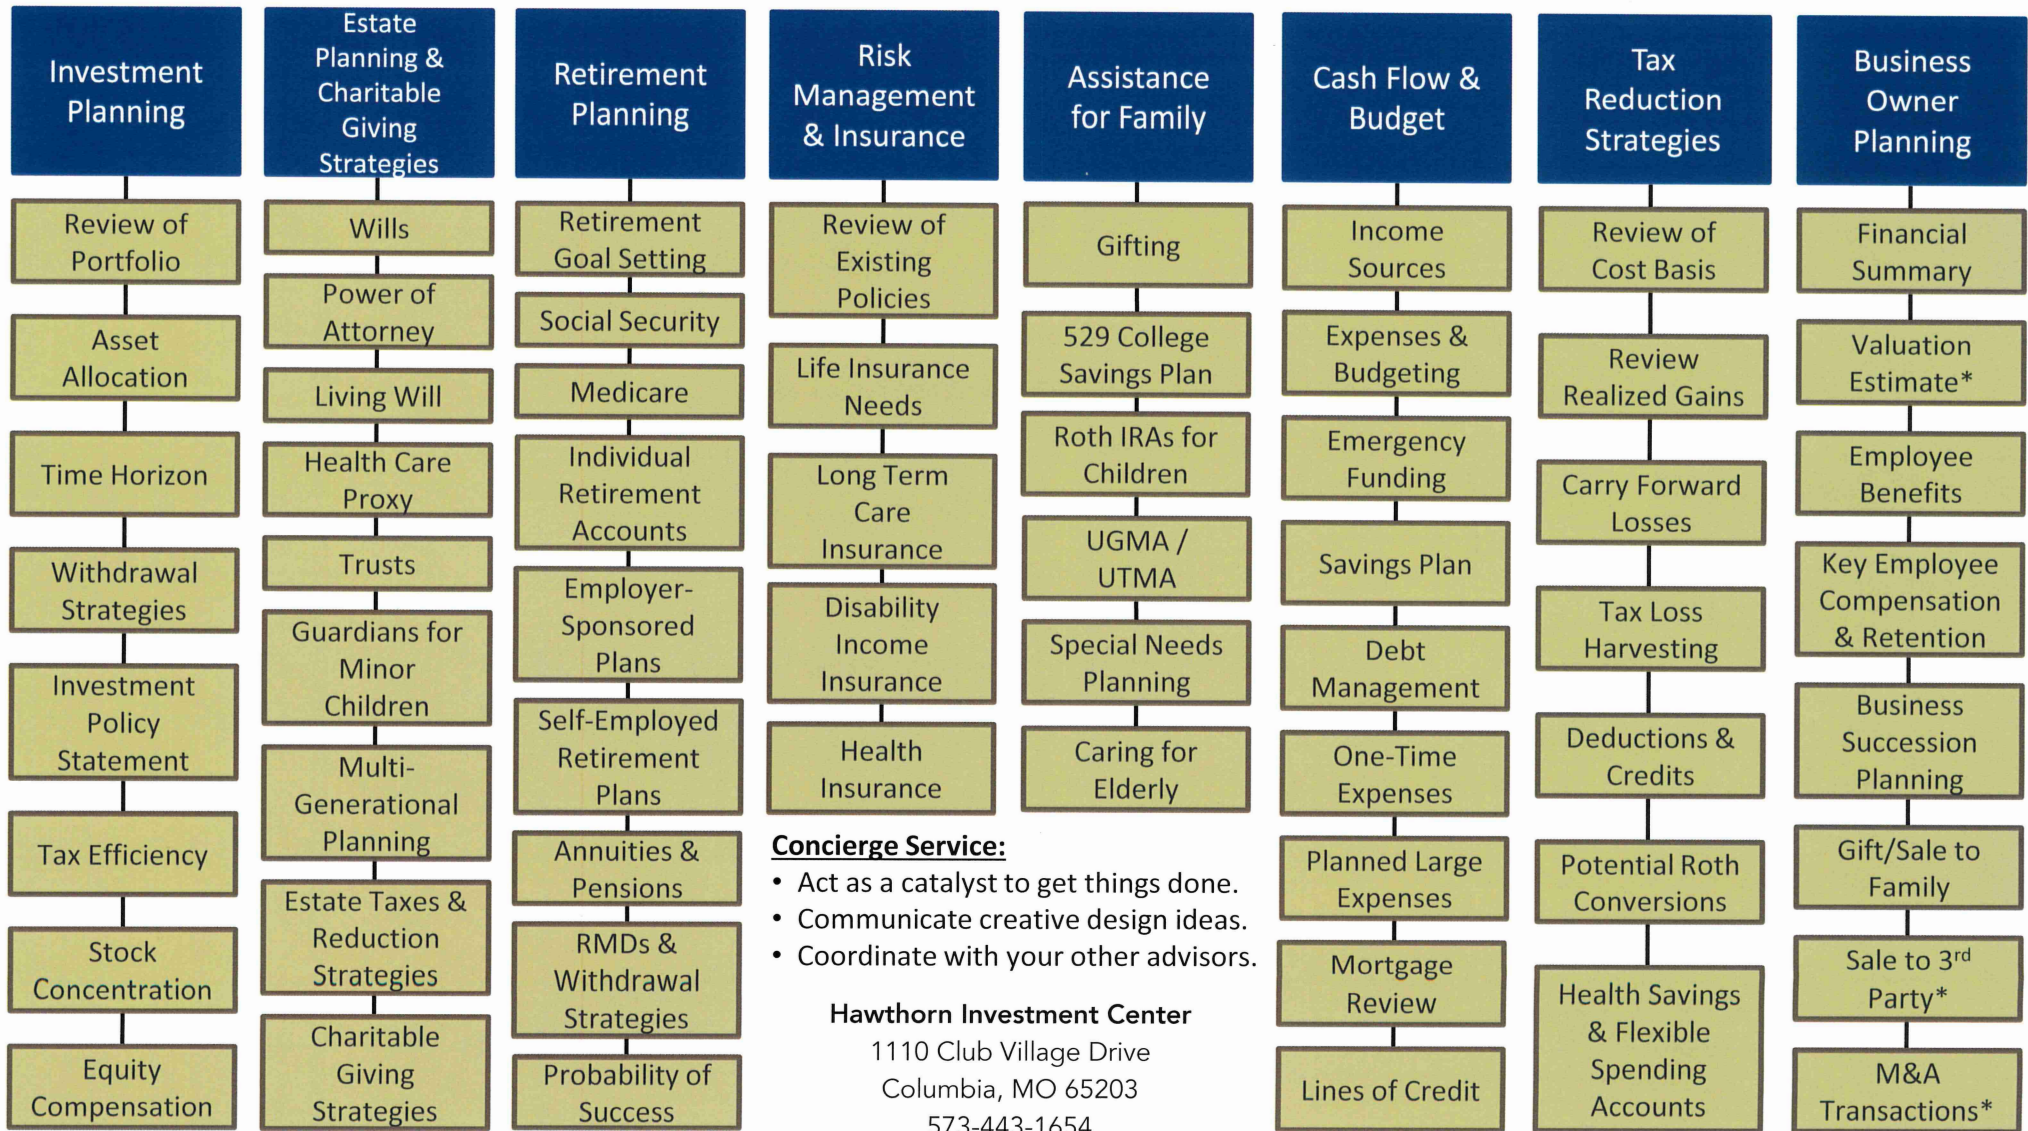 Investment
Planning
Review of
Portfolio
Asset
Allocation
Time Horizon
Withdrawal
Strategies
Investment
Policy
Statement
Tax Efficiency
Stock
Concentration
Equity
Compensation
Estate
Planning &
Charitable
Giving
Strategies
Wills
Power of
Attorney
Living Will
Health Care
Proxy
Trusts
Guardians for
Minor
Children
Multi-
Generational
Planning
Estate Taxes &
Reduction
Strategies
Charitable
Giving
Strategies
Retirement
Planning
Retirement
Goal Setting
Social Security
Medicare
Individual
Retirement
Accounts
Employer-
Sponsored
Plans
Self-Employed
Retirement
Plans
Annuities &
Pensions
RMDs &
Withdrawal
Strategies
Probability of
Success
Risk
Management
& Insurance
Review of
Existing
Policies
Life Insurance
Needs
Long Term
Care
Insurance
Disability
Income
Insurance
Health
Insurance
Assistance
for Family
Gifting
529 College
Savings Plan
Roth IRAs for
Children
UGMA /
UTMA
Special Needs
Planning
Caring for
Elderly
Concierge Service:
• Act as a catalyst to get things done.
• Communicate creative design ideas.
• Coordinate with your other advisors.
Hawthorn Investment Center
1110 Club Village Drive
Columbia, MO 65203
573-443-1654
Cash Flow &
Budget
Income
Sources
Expenses &
Budgeting
Emergency
Funding
Savings Plan
Debt
Management
One-Time
Expenses
Planned Large
Expenses
Mortgage
Review
Lines of Credit
Tax
Reduction
Strategies
Review of
Cost Basis
Review
Realized Gains
Carry Forward
Losses
Tax Loss
Harvesting
Deductions &
Credits
Potential Roth
Conversions
Health Savings
& Flexible
Spending
Accounts
Business
Owner
Planning
Financial
Summary
Valuation
Estimate*
Employee
Benefits
Key Employee
Compensation
& Retention
Business
Succession
Planning
Gift/Sale to
Family
Sale to 3rd
Party*
M&A
Transactions*